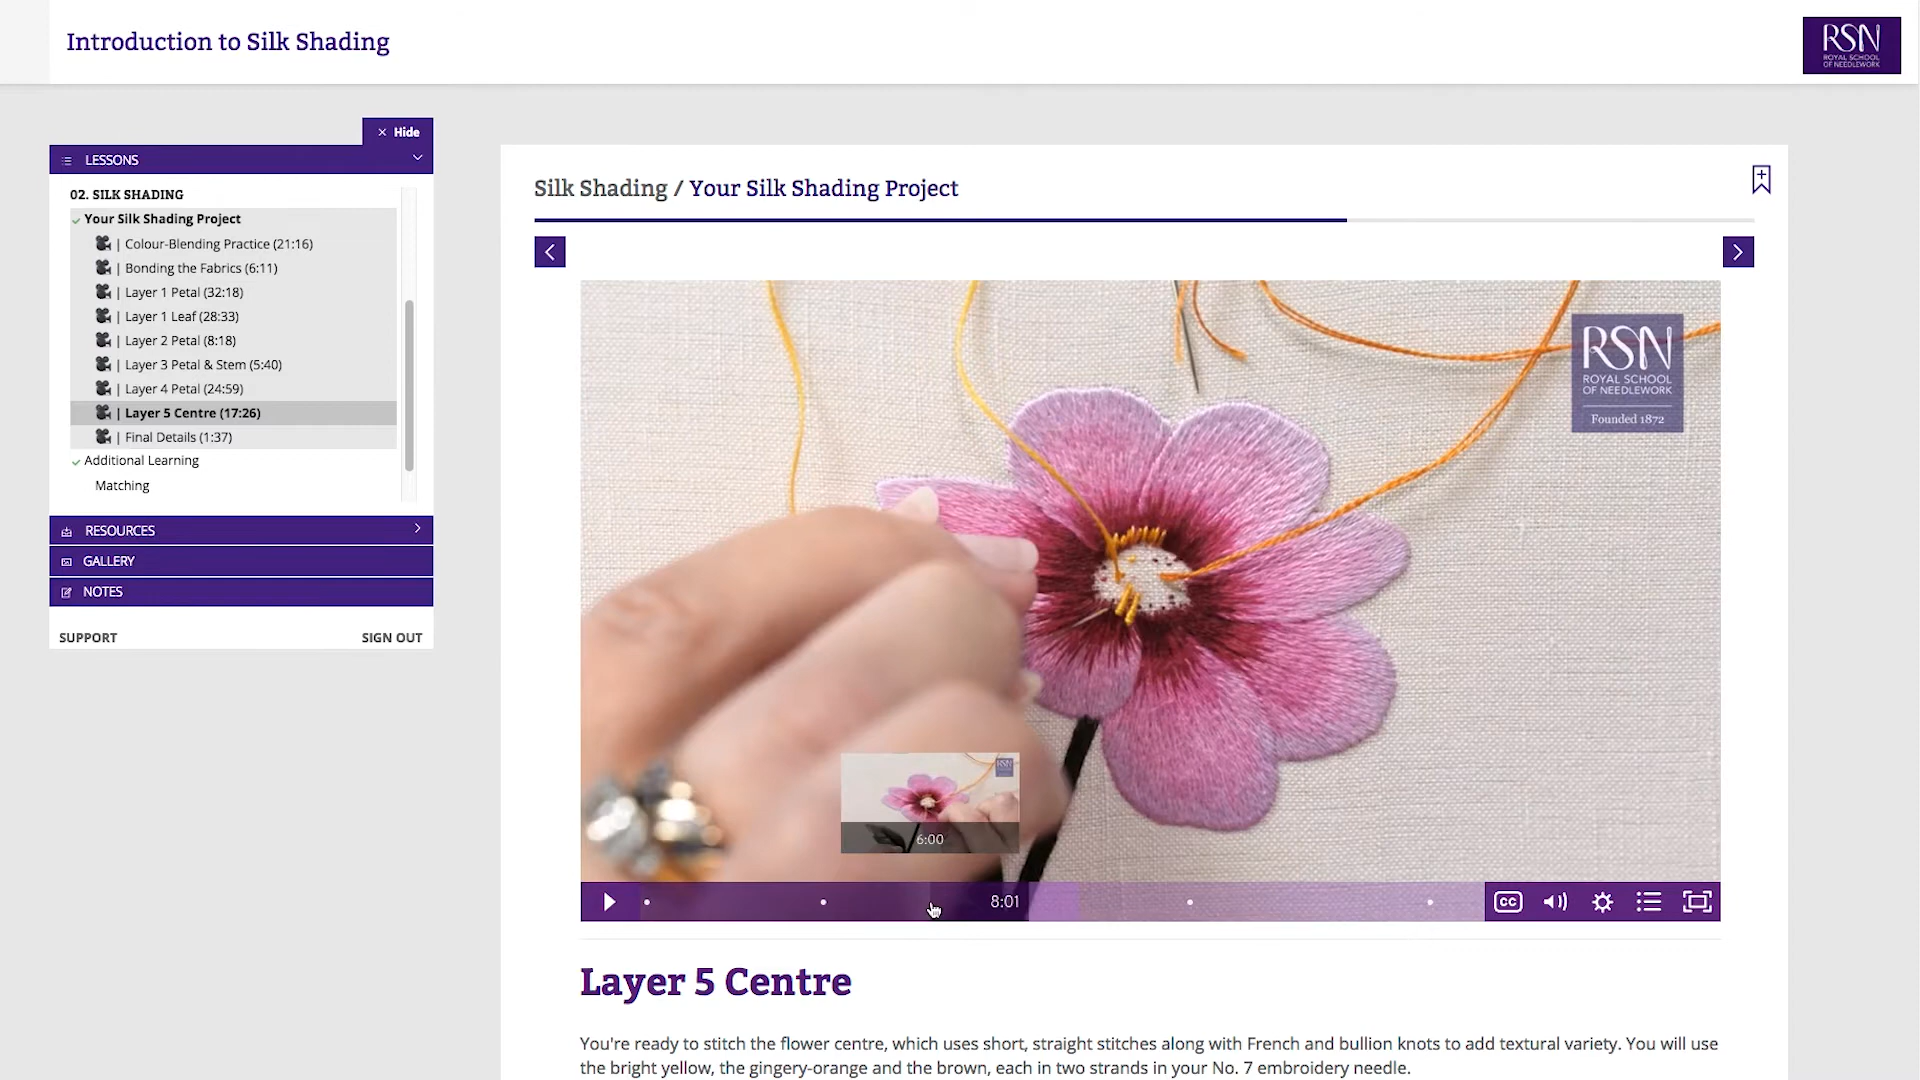 Introduction to Silk Shading
RSN
ROYAL SCHOOL
OF NEEDLEWORK
× Hide
LESSONS
02. SILK SHADING
Your Silk Shading Project
| Colour-Blending Practice (21:16)
| Bonding the Fabrics (6:11)
| Layer 1 Petal (32:18)
| Layer 1 Leaf (28:33)
| Layer 2 Petal (8:18)
| Layer 3 Petal & Stem (5:40)
| Layer 4 Petal (24:59)
| Layer 5 Centre (17:26)
| Final Details (1:37)
Additional Learning
Matching
RESOURCES
GALLERY
NOTES
SUPPORT
SIGN OUT
Silk Shading / Your Silk Shading Project
RSN
ROYAL SCHOOL
OF NEEDLEWORK
Founded 1872
RSN
6:00
8:01
CC
Layer 5 Centre
You're ready to stitch the flower centre, which uses short, straight stitches along with French and bullion knots to add textural variety. You will use
the bright yellow, the gingery-orange and the brown, each in two strands in your No. 7 embroidery needle.